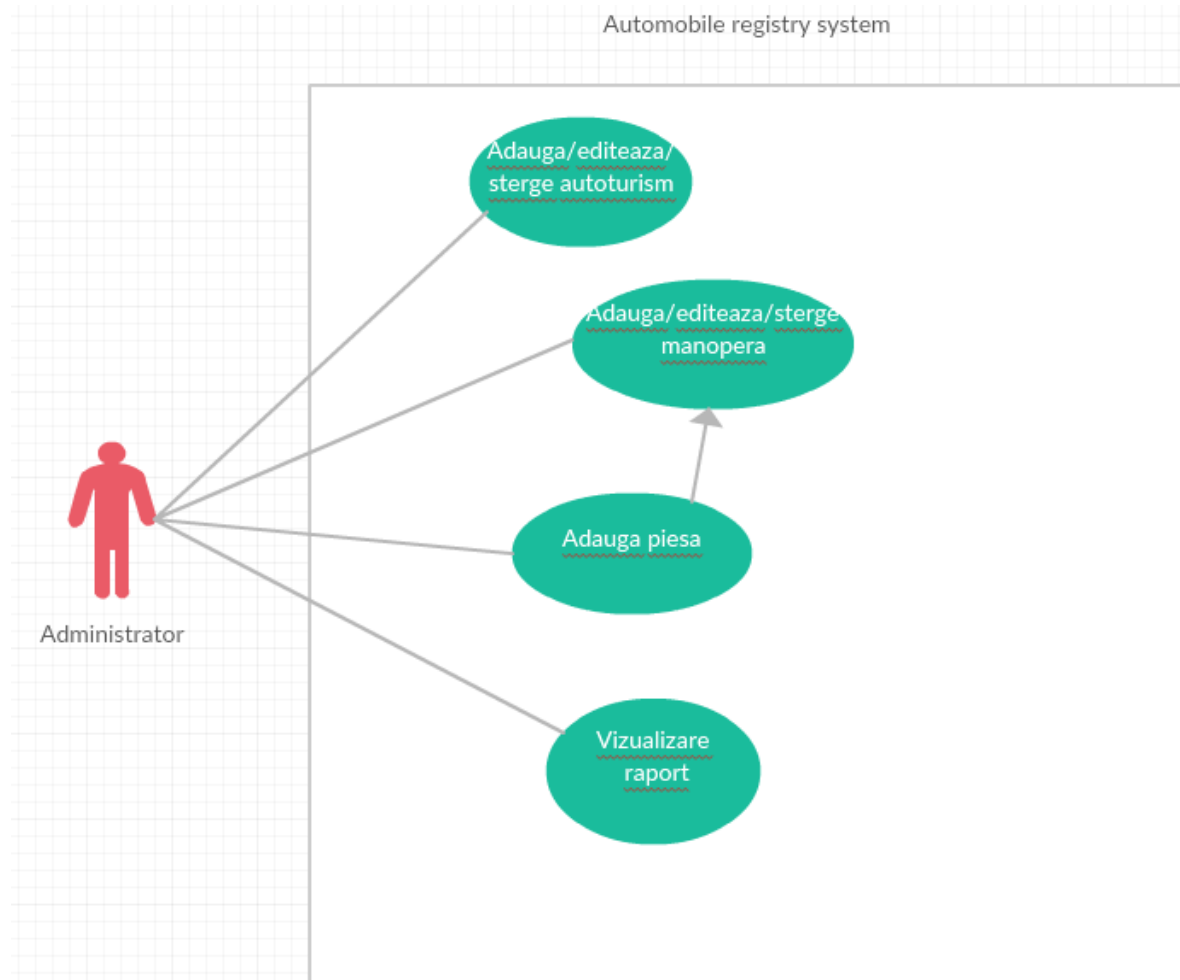 Automobile registry system
Adauga/editeaza/
sterge autoturism
Adauga/editeaza/sterge
manopera
Adauga piesa
Administrator
Vizualizare
raport